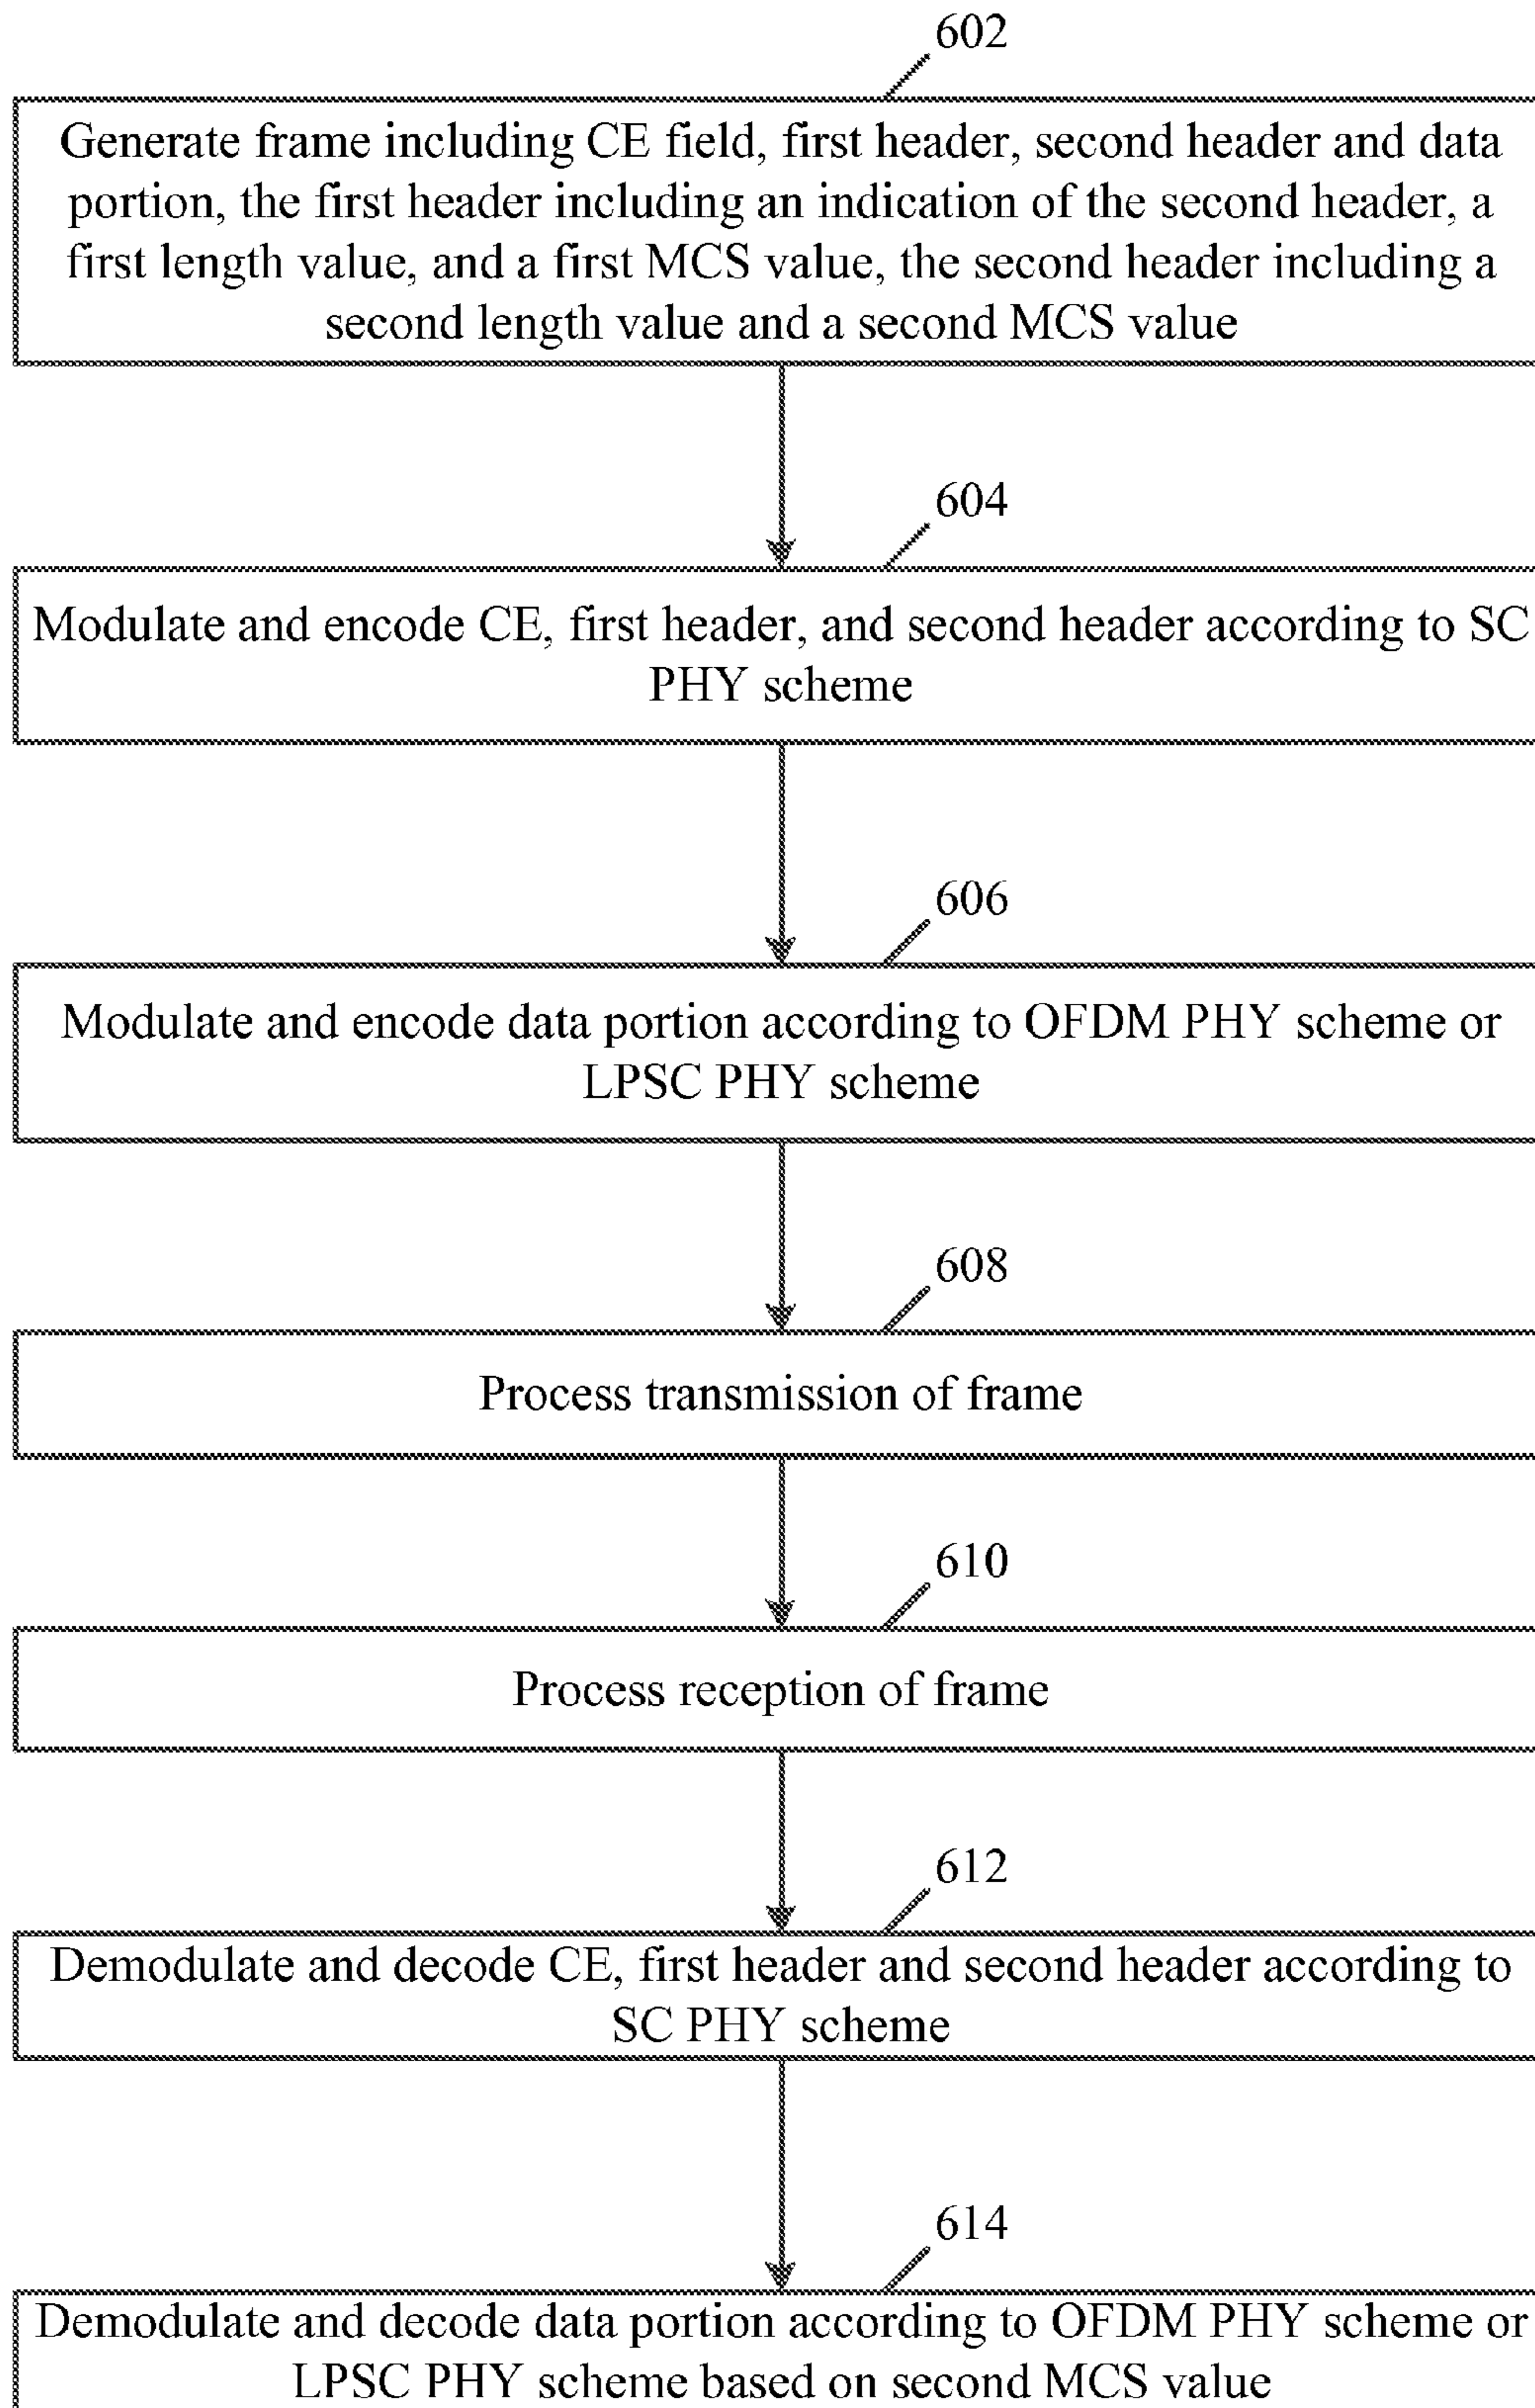 602
Generate frame including CE field, first header, second header and data
portion, the first header including an indication of the second header, a
first length value, and a first MCS value, the second header including a
second length value and a second MCS value
604
Modulate and encode CE, first header, and second header according to SC
PHY scheme
606
Modulate and encode data portion according to OFDM PHY scheme or
LPSC PHY scheme
608
Process transmission of frame
610
Process reception of frame
612
Demodulate and decode CE, first header and second header according to
SC PHY scheme
614
Demodulate and decode data portion according to OFDM PHY scheme or
LPSC PHY scheme based on second MCS value